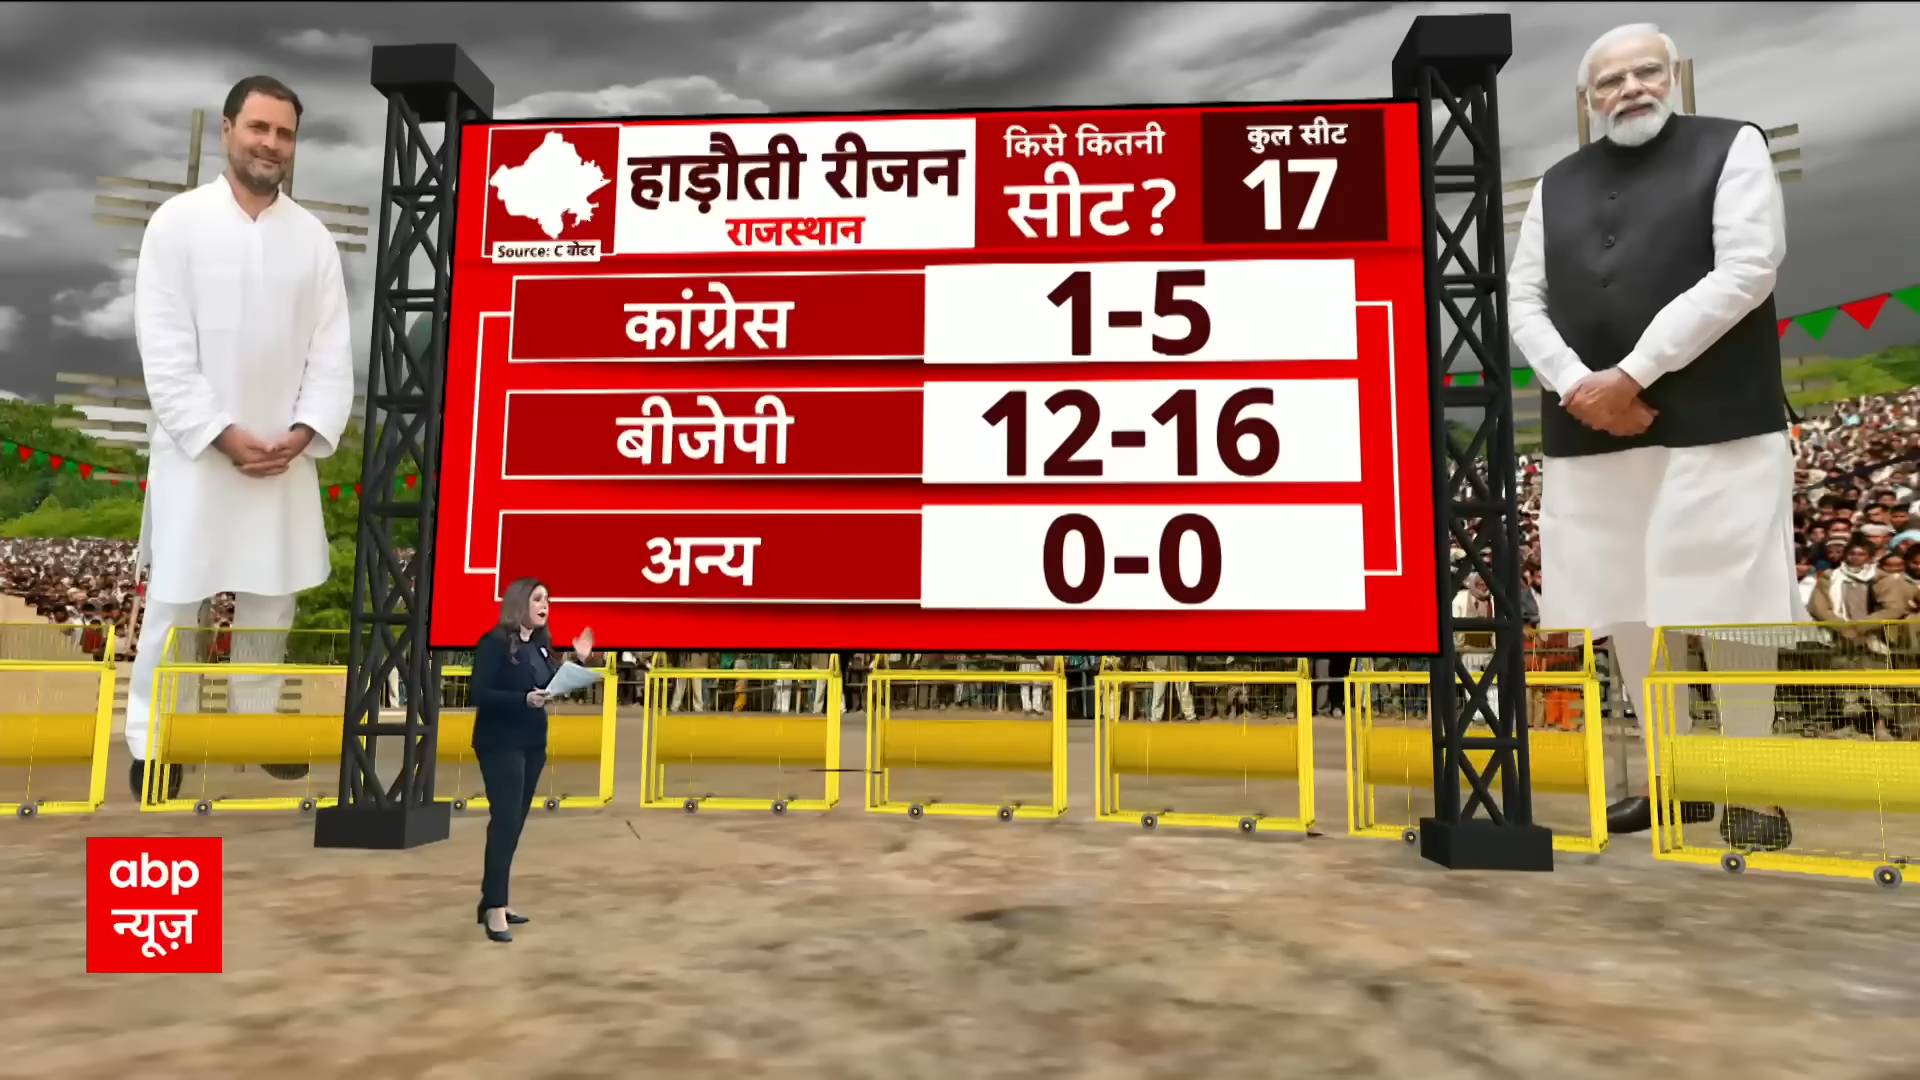 हाड़ौती रीजन
राजस्थान
Source: C वोटर
किसे कितनी
सीट?
कुल सीट
17
कांग्रेस 1-5
बीजेपी 12-16
अन्य 0-0
abp
न्यूज़